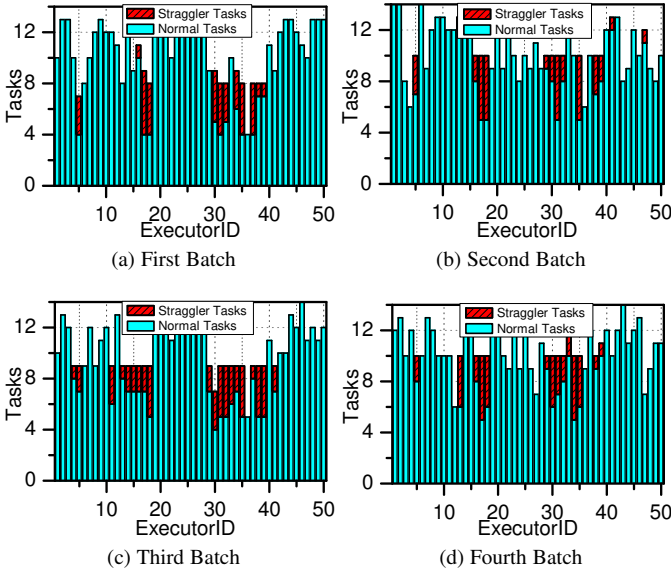 Straggler Tasks
Normal Tasks
12
8
4
0
Tasks
10 20 30 40 50
ExecutorID
(a) First Batch
Straggler Tasks
Normal Tasks
12
8
4
0
Tasks
10 20 30 40 50
ExecutorID
(b) Second Batch
Straggler Tasks
Normal Tasks
12
8
4
0
Tasks
10 20 30 40 50
ExecutorID
(c) Third Batch
Straggler Tasks
Normal Tasks
12
8
4
0
Tasks
10 20 30 40 50
ExecutorID
(d) Fourth Batch